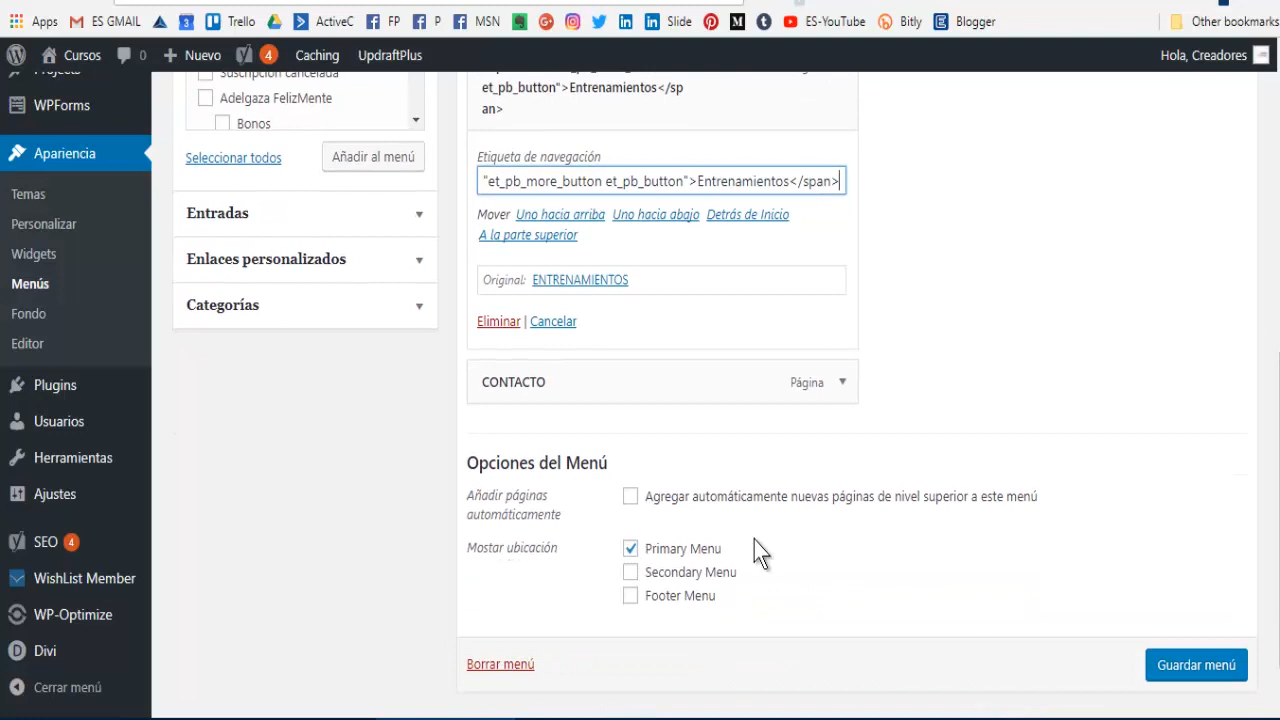 Apps ES GMAIL Trello ActiveC FP P MSN Slide ES-YouTube Bitly Blogger Other bookmarks
Cursos 0 Nuevo 4 Caching UpdraftPlus Hola, Creadores
Suscripción cancelada
et_pb_button">Entrenamientos</sp
WPForms
Adelgaza FelizMente
an>
Bonos
Apariencia
Seleccionar todos
Añadir al menú
Etiqueta de navegación
"et_pb_more_button et_pb_button">Entrenamientos</span>
Temas
Entradas
Mover Uno hacia arriba Uno hacia abajo Detrás de Inicio
Personalizar
A la parte superior
Widgets
Enlaces personalizados
Menús
Original: ENTRENAMIENTOS
Fondo
Categorías
Eliminar | Cancelar
Editor
Plugins
CONTACTO Página
Usuarios
Herramientas
Opciones del Menú
Ajustes
Añadir páginas
automáticamente
Agregar automáticamente nuevas páginas de nivel superior a este menú
SEO 4
Mostar ubicación
Primary Menu
WishList Member
Secondary Menu
Footer Menu
WP-Optimize
Divi
Borrar menú
Guardar menú
Cerrar menú